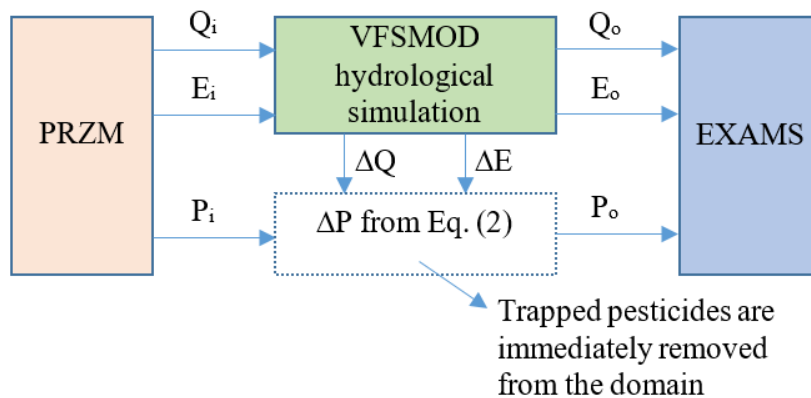 Qᵢ
VFSMOD
hydrological
simulation
Qₒ
Eᵢ
Eₒ
PRZM
EXAMS
ΔQ
ΔE
Pᵢ
ΔP from Eq. (2)
Pₒ
Trapped pesticides are
immediately removed
from the domain